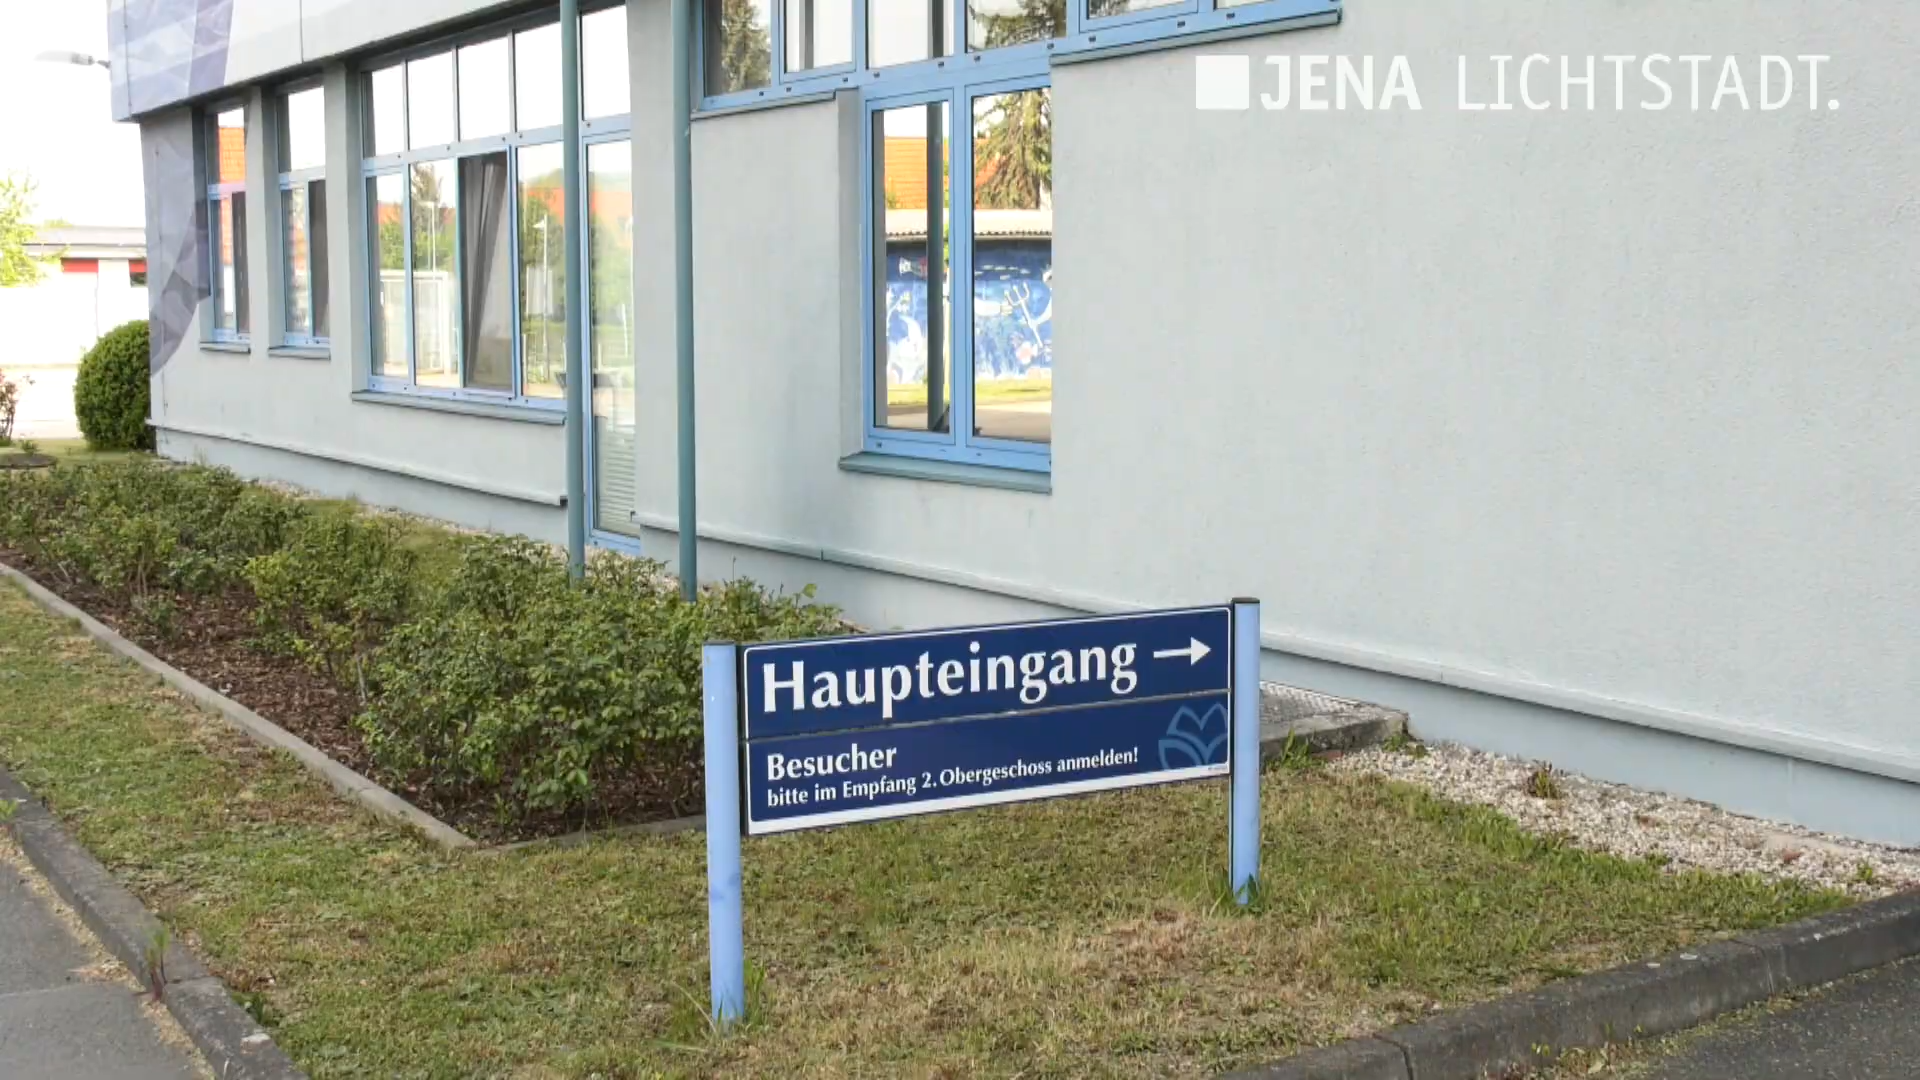 JENA LICHTSTADT.
Haupteingang →
Besucher
bitte im Empfang 2. Obergeschoss anmelden!